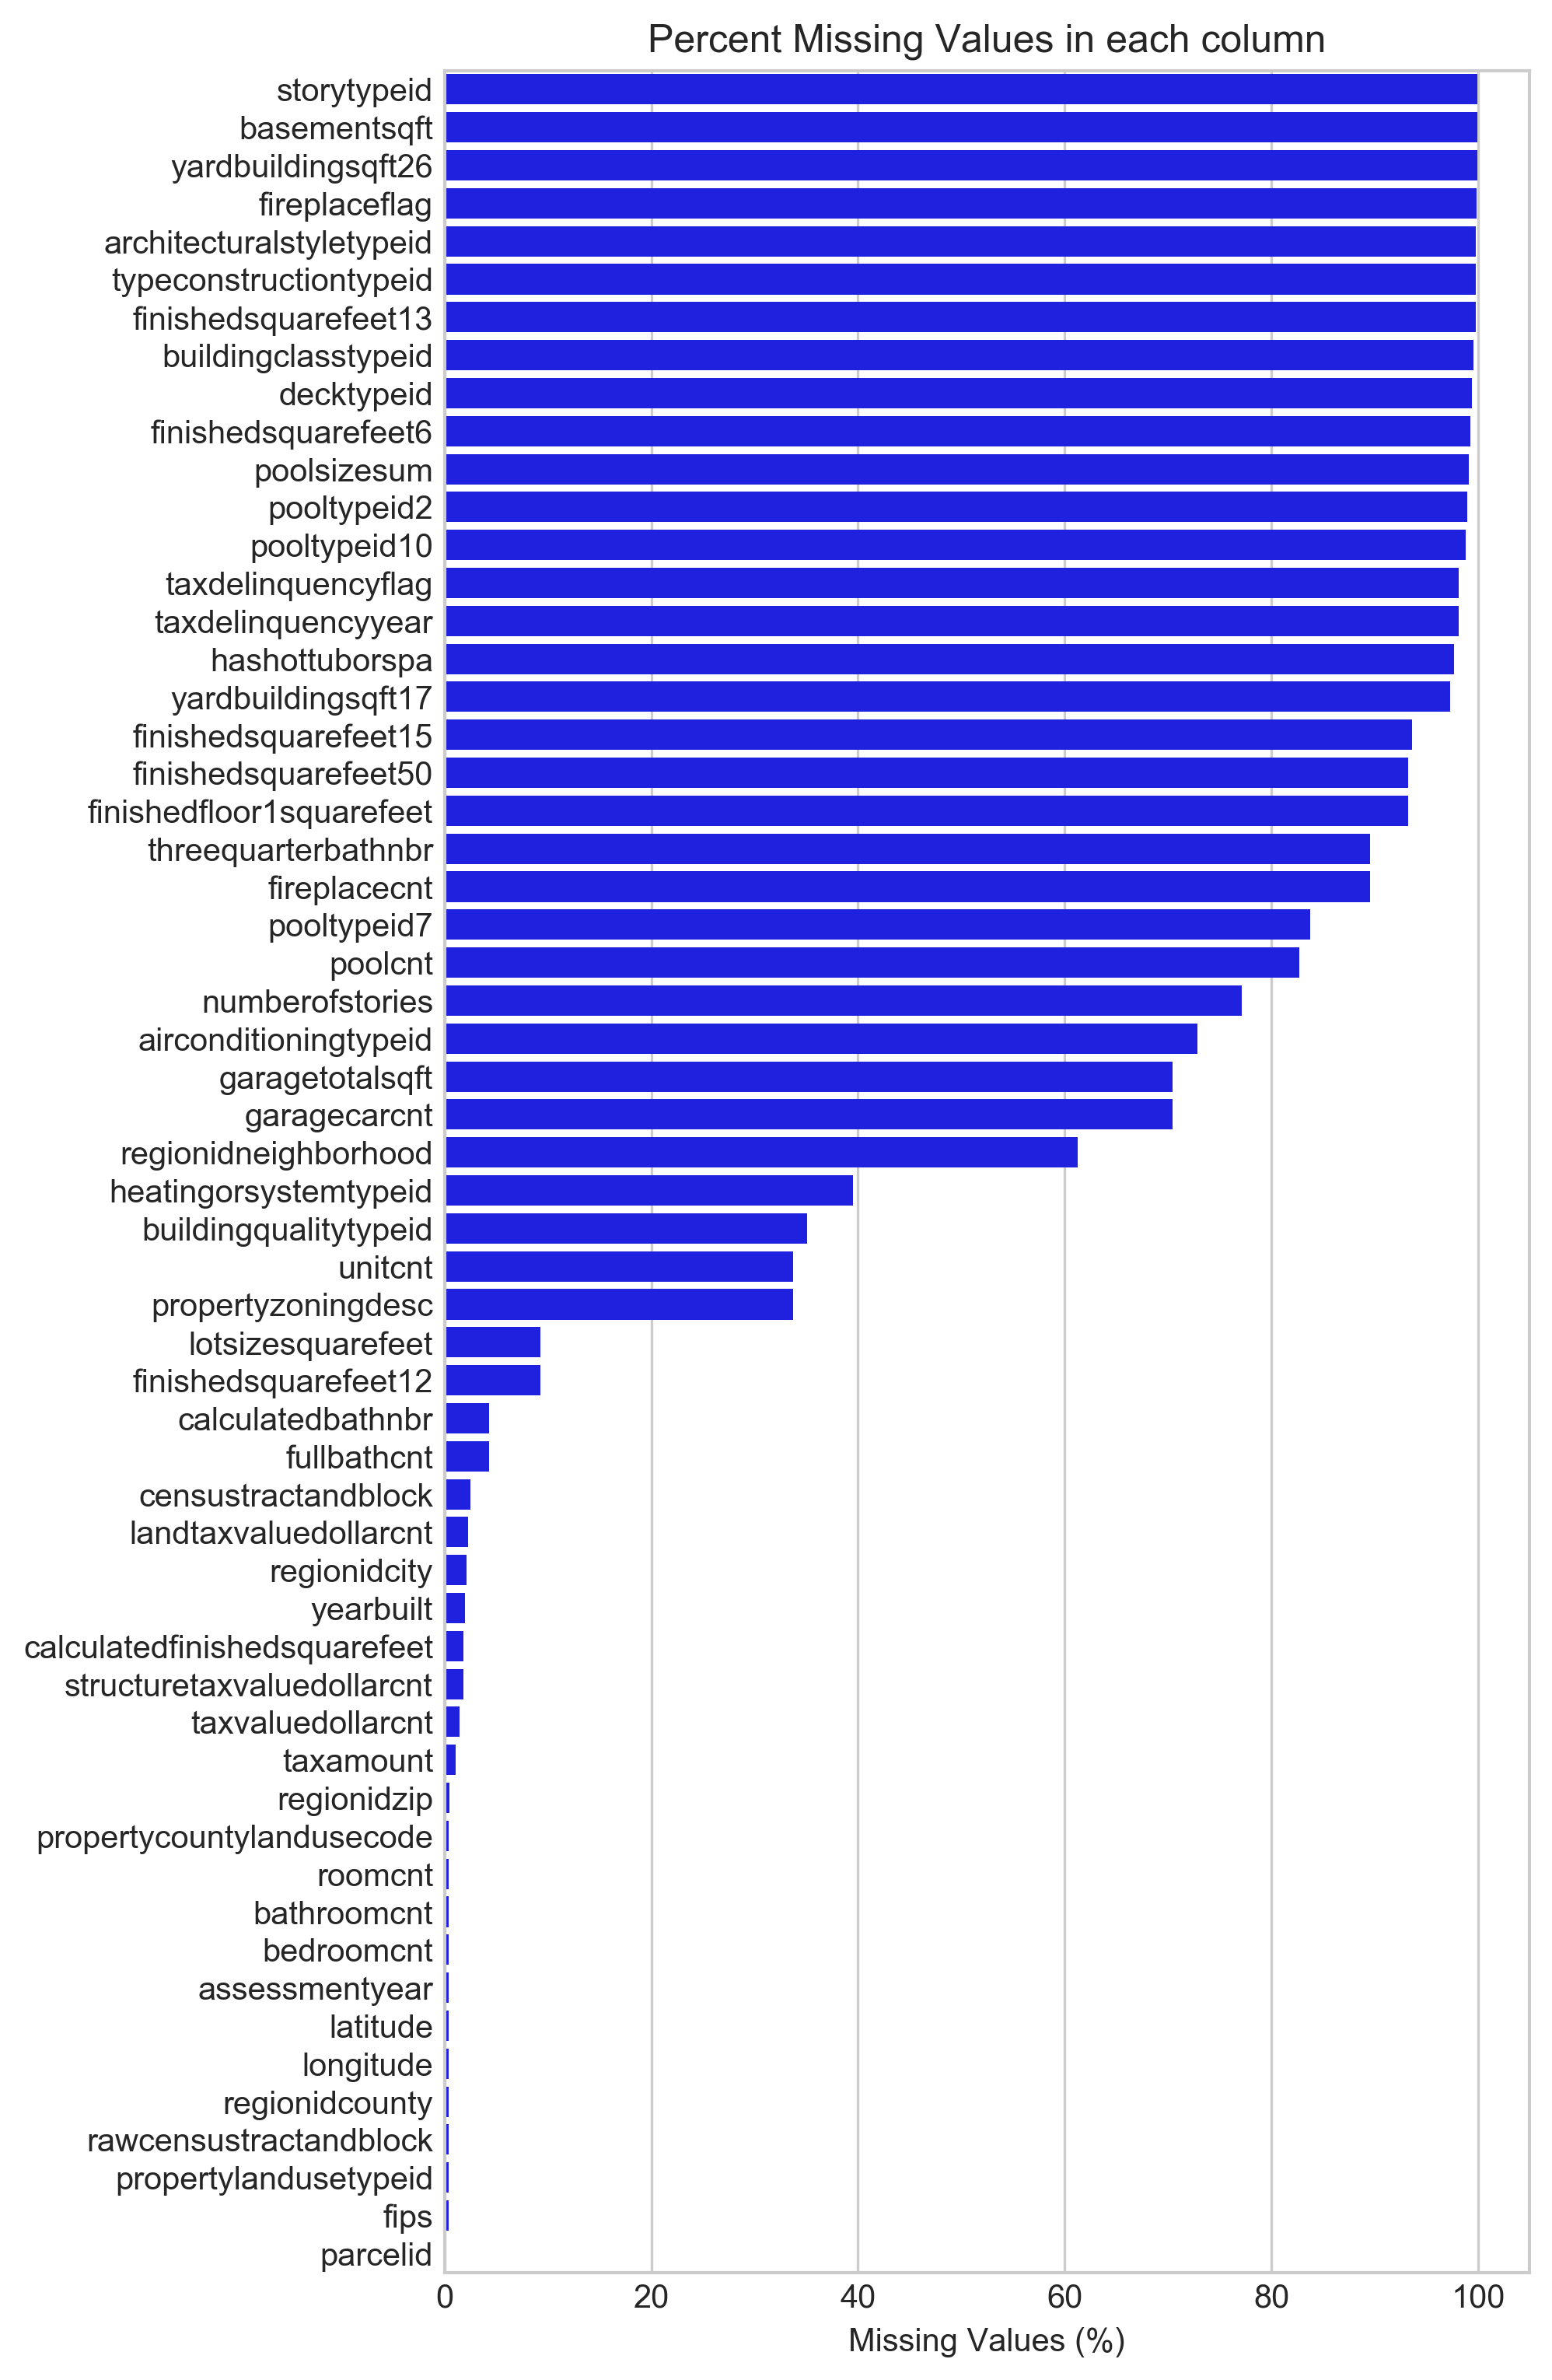 Percent Missing Values in each column
storytypeid
basementsqft
yardbuildingsqft26
fireplaceflag
architecturalstyletypeid
typeconstructiontypeid
finishedsquarefeet13
buildingclasstypeid
decktypeid
finishedsquarefeet6
poolsizesum
pooltypeid2
pooltypeid10
taxdelinquencyflag
taxdelinquencyyear
hashottuborspa
yardbuildingsqft17
finishedsquarefeet15
finishedsquarefeet50
finishedfloor1squarefeet
threequarterbathnbr
fireplacecnt
pooltypeid7
poolcnt
numberofstories
airconditioningtypeid
garagetotalsqft
garagecarcnt
regionidneighborhood
heatingorsystemtypeid
buildingqualitytypeid
unitcnt
propertyzoningdesc
lotsizesquarefeet
finishedsquarefeet12
calculatedbathnbr
fullbathcnt
censustractandblock
landtaxvaluedollarcnt
regionidcity
yearbuilt
calculatedfinishedsquarefeet
structuretaxvaluedollarcnt
taxvaluedollarcnt
taxamount
regionidzip
propertycountylandusecode
roomcnt
bathroomcnt
bedroomcnt
assessmentyear
latitude
longitude
regionidcounty
rawcensustractandblock
propertylandusetypeid
fips
parcelid
0 20 40 60 80 100
Missing Values (%)